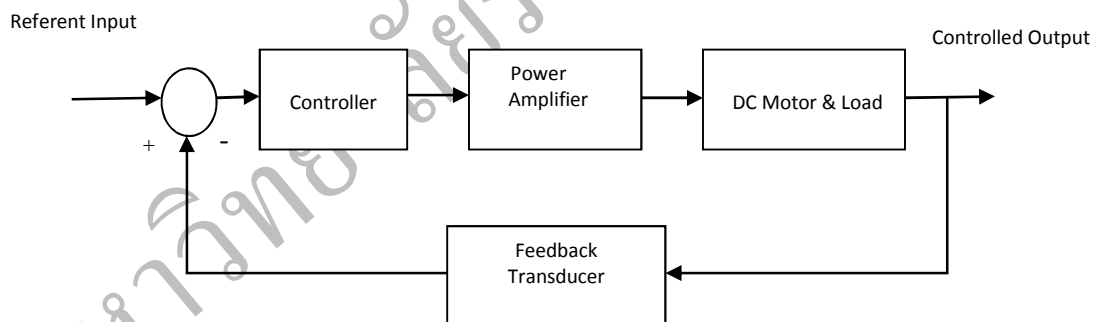 Referent Input
Controlled Output
Controller
Power
Amplifier
DC Motor & Load
+
-
Feedback
Transducer